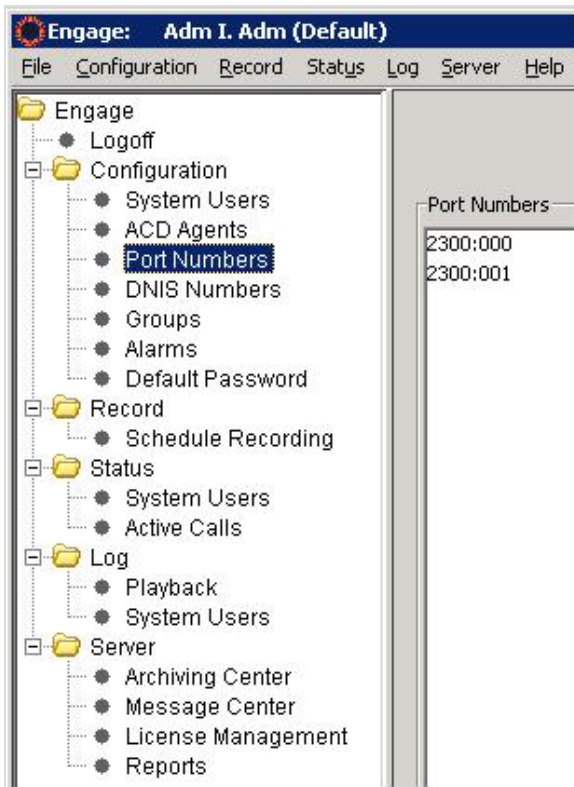 Engage: Adm I. Adm (Default)
File Configuration Record Status Log Server Help
Engage
Logoff
Configuration
System Users
ACD Agents
Port Numbers
DNIS Numbers
Groups
Alarms
Default Password
Record
Schedule Recording
Status
System Users
Active Calls
Log
Playback
System Users
Server
Archiving Center
Message Center
License Management
Reports
Port Numbers
2300:000
2300:001